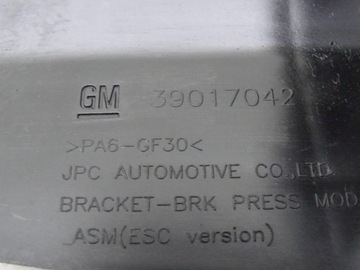 GM 39017042
>PA6-GF30<
JPC AUTOMOTIVE CO.,LTD
BRACKET-BRK PRESS MOD
ASM(ESC version)